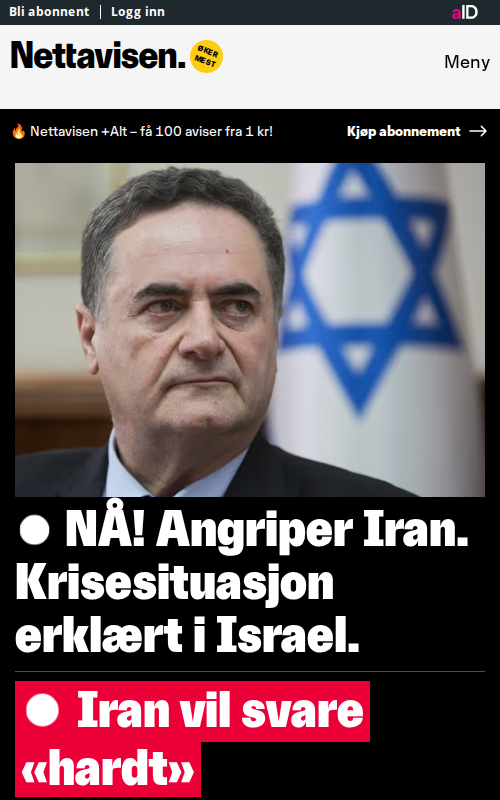 Bli abonnent | Logg inn
aID
Nettavisen.
ØKER
MEST
Meny
🔥 Nettavisen +Alt – få 100 aviser fra 1 kr!
Kjøp abonnement →
NÅ! Angriper Iran.
Krisesituasjon
erklært i Israel.
Iran vil svare
«hardt»